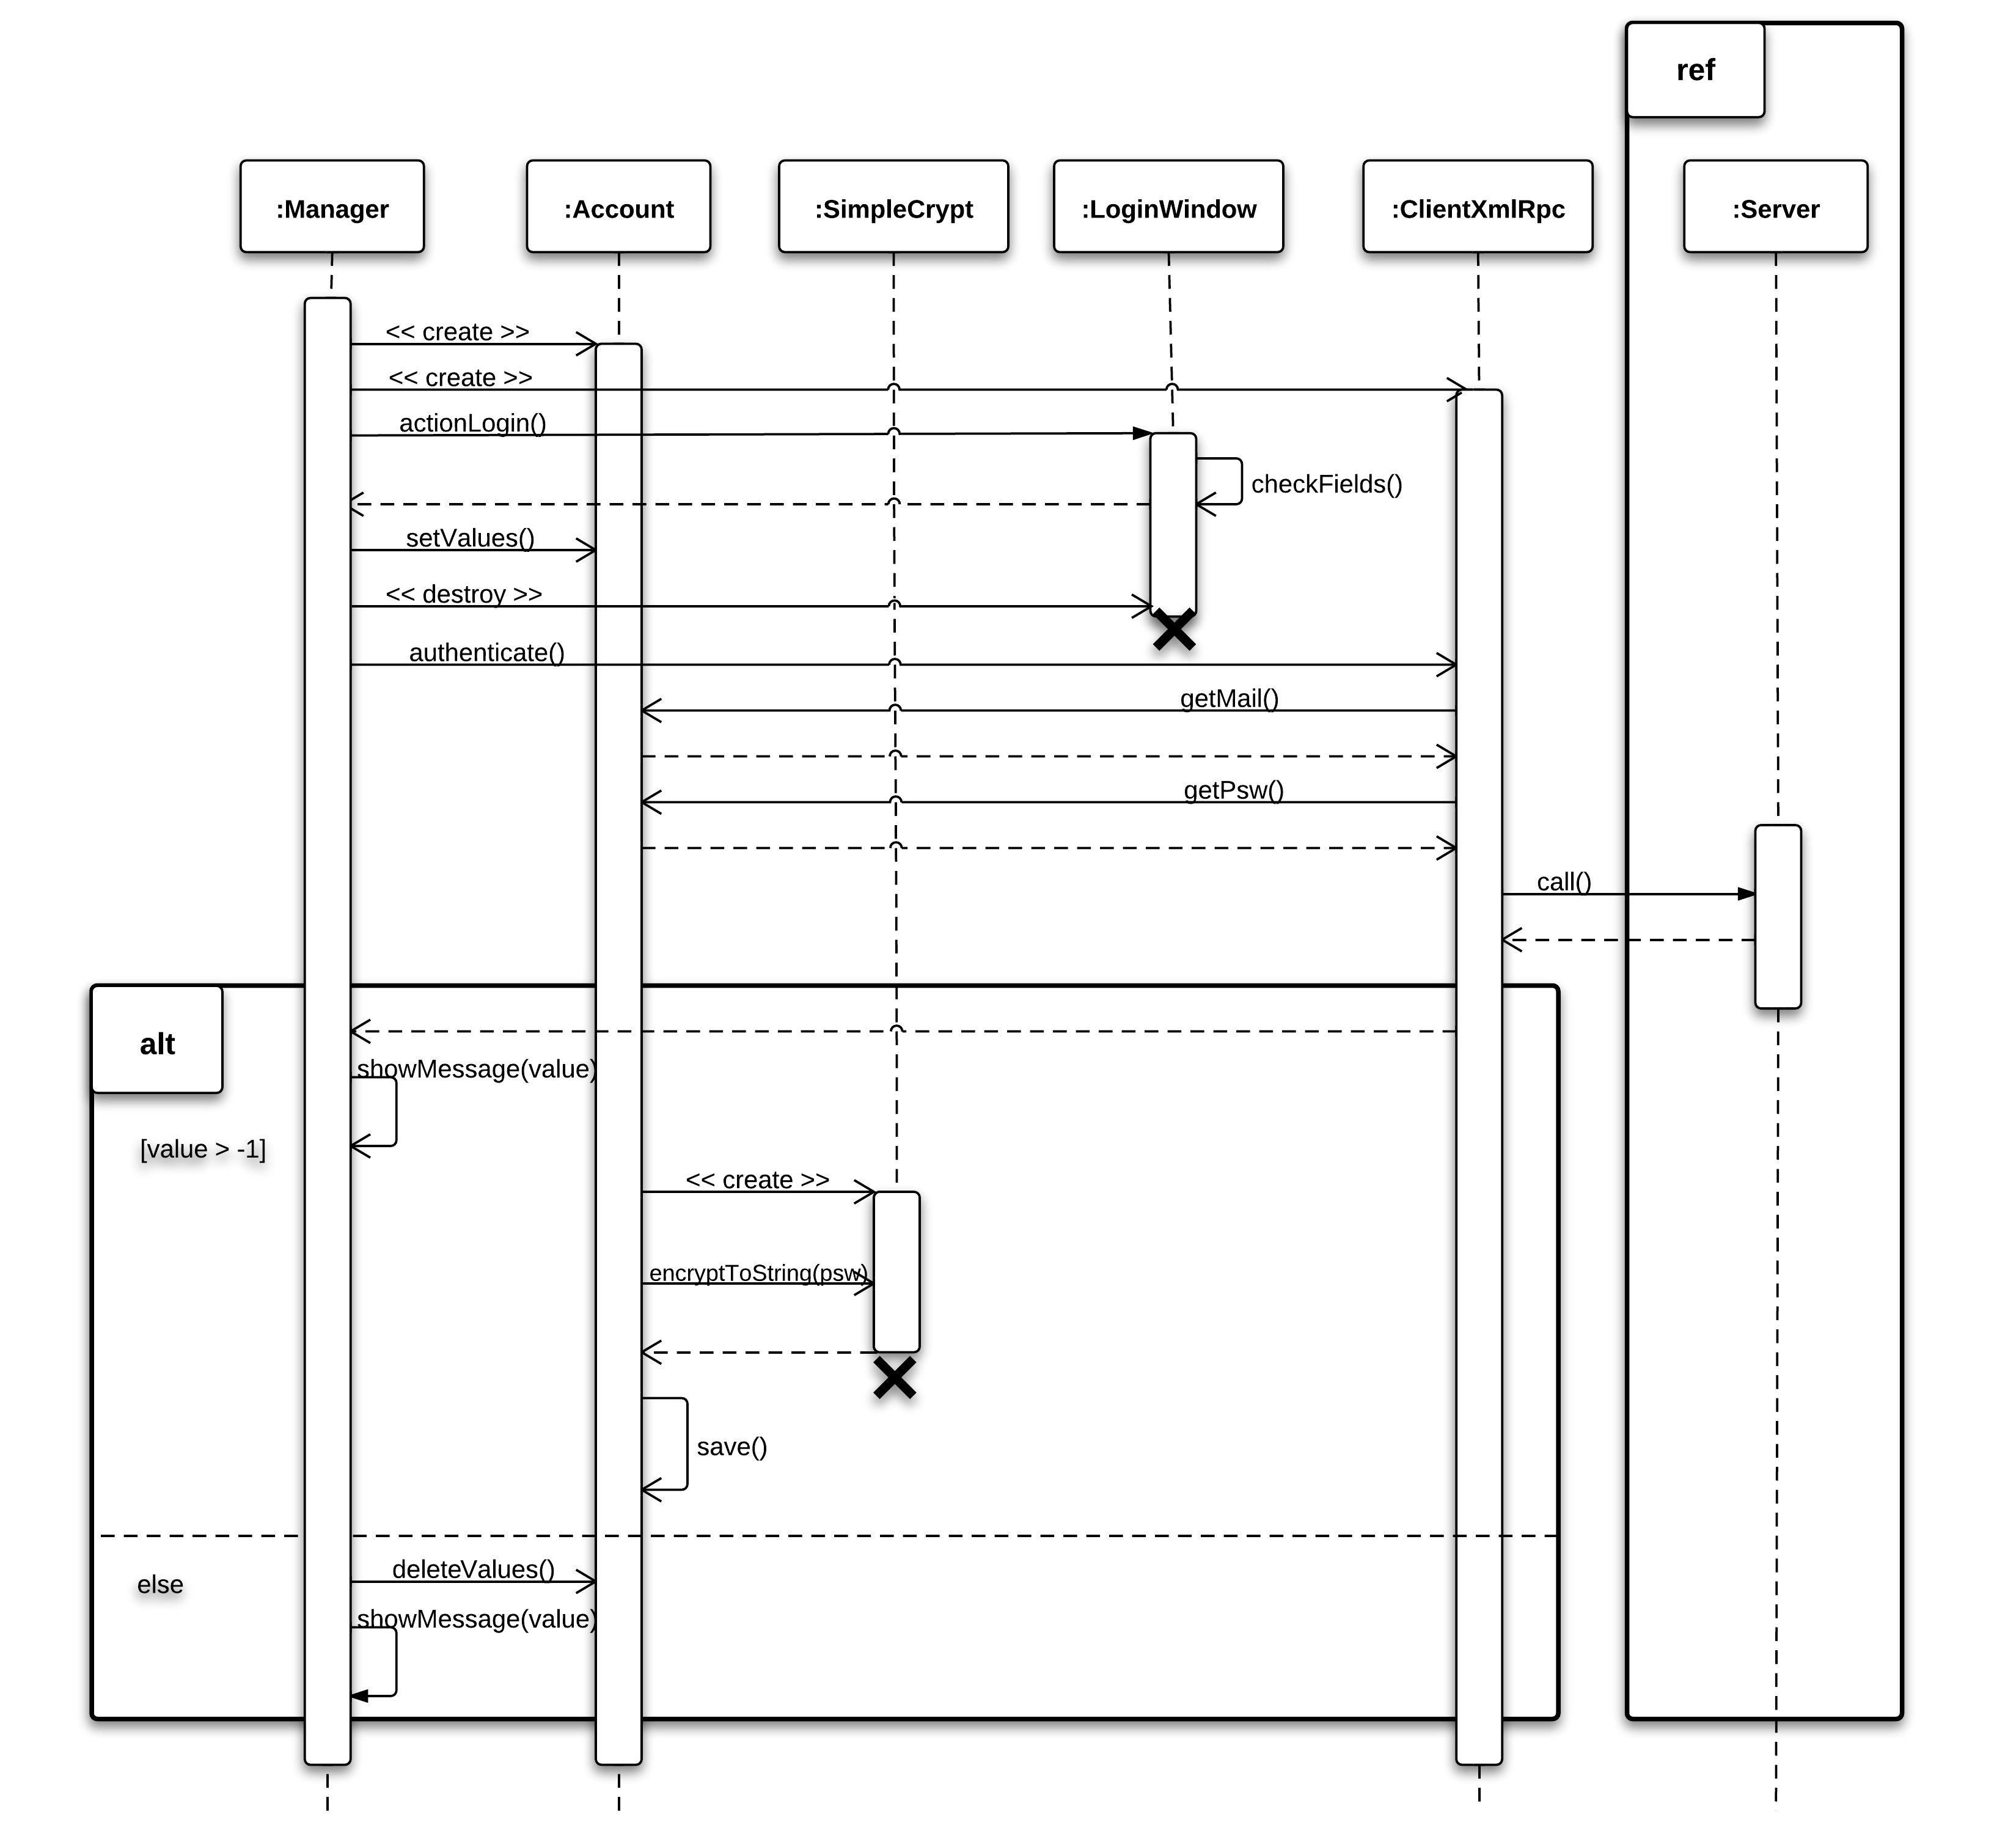 ref
:Manager
:Account
:SimpleCrypt
:LoginWindow
:ClientXmlRpc
:Server
<< create >>
<< create >>
actionLogin()
checkFields()
setValues()
<< destroy >>
authenticate()
getMail()
getPsw()
call()
alt
showMessage(value)
[value > -1]
<< create >>
encryptToString(psw)
save()
deleteValues()
else
showMessage(value)